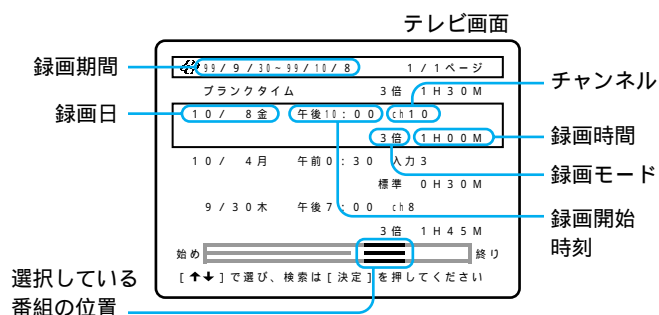 テレビ画面
99/9/30~99/10/8 1/1ページ
ブランクタイム 3倍 1H30M
10/ 8金 午後10:00 ch10
3倍 1H00M
10/ 4月 午前0:30 入力3
標準 0H30M
9/30木 午後7:00 ch8
3倍 1H45M
始め 終り
[↑↓]で選び、検索は[決定]を押してください
録画期間
録画日
選択している
番組の位置
チャンネル
録画時間
録画モード
録画開始
時刻